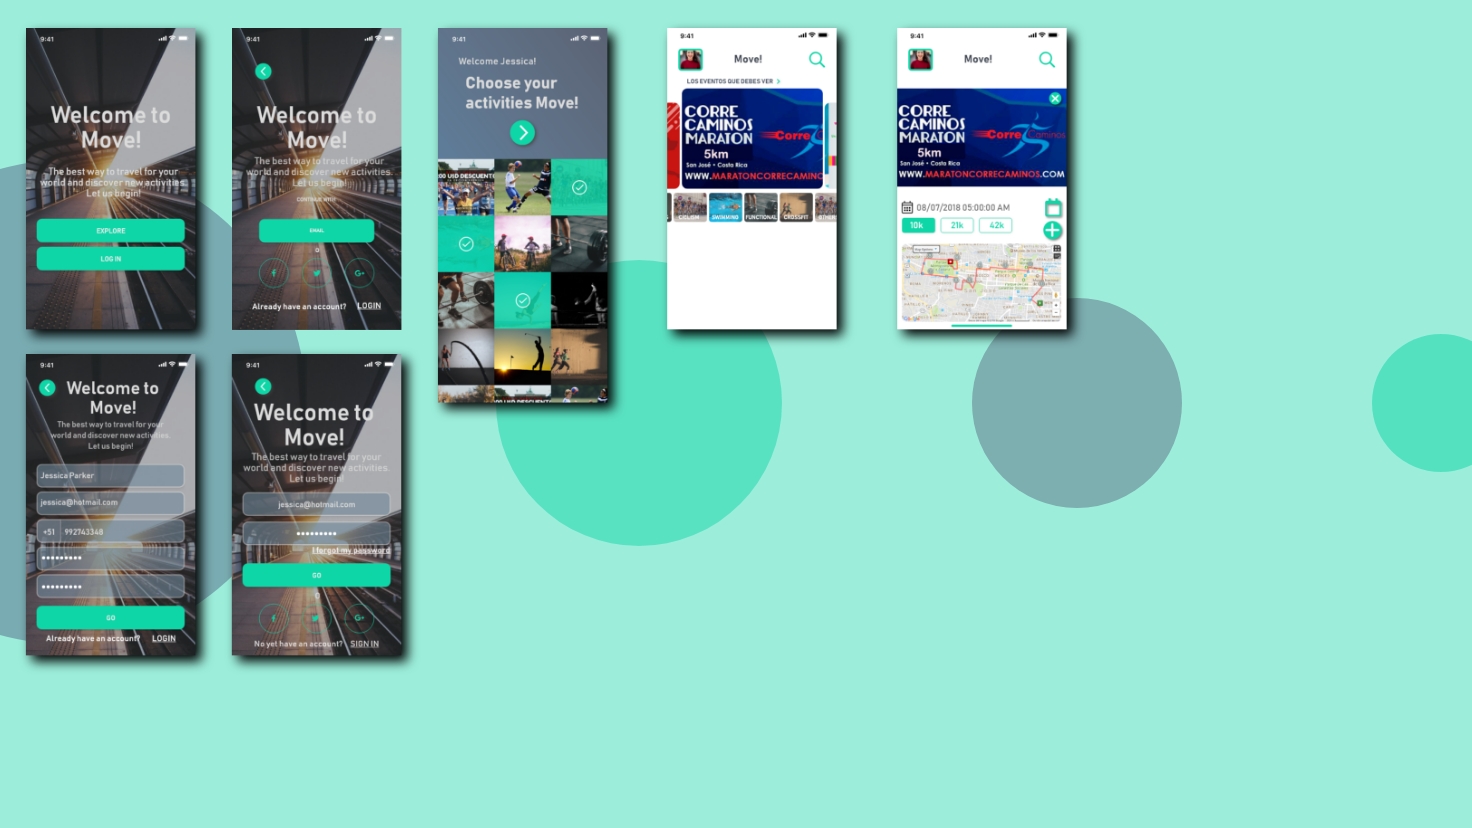 9:41
Welcome to
Move!
The best way to travel for your
world and discover new activities.
Let us begin!
EXPLORE
LOG IN
9:41
Welcome to
Move!
The best way to travel for your
world and discover new activities.
Let us begin!
CONTINUE WHIT
EMAIL
O
f
G+
Already have an account? LOGIN
9:41
Welcome Jessica!
Choose your
activities Move!
00 USD DESCUENT
00 USD DESCUENT
9:41
Move!
LOS EVENTOS QUE DEBES VER
CORRE
CAMINOS
MARATON
5km
San José • Costa Rica
Corre
WWW.MARATONCORRECAMINO
CICLISM
SWIMMING
FUNCTIONAL
CROSSFIT
OTHER
9:41
Move!
CORRE
CAMINOS
MARATON
5km
San José • Costa Rica
Corre Caminos
WWW.MARATONCORRECAMINOS.COM
08/07/2018 05:00:00 AM
10k
21k
42k
9:41
Welcome to
Move!
The best way to travel for your
world and discover new activities.
Let us begin!
Jessica Parker
jessica@hotmail.com
+51 992743348
GO
Already have an account? LOGIN
9:41
Welcome to
Move!
The best way to travel for your
world and discover new activities.
Let us begin!
jessica@hotmail.com
I forgot my password
GO
O
f
G+
No yet have an account? SIGN IN